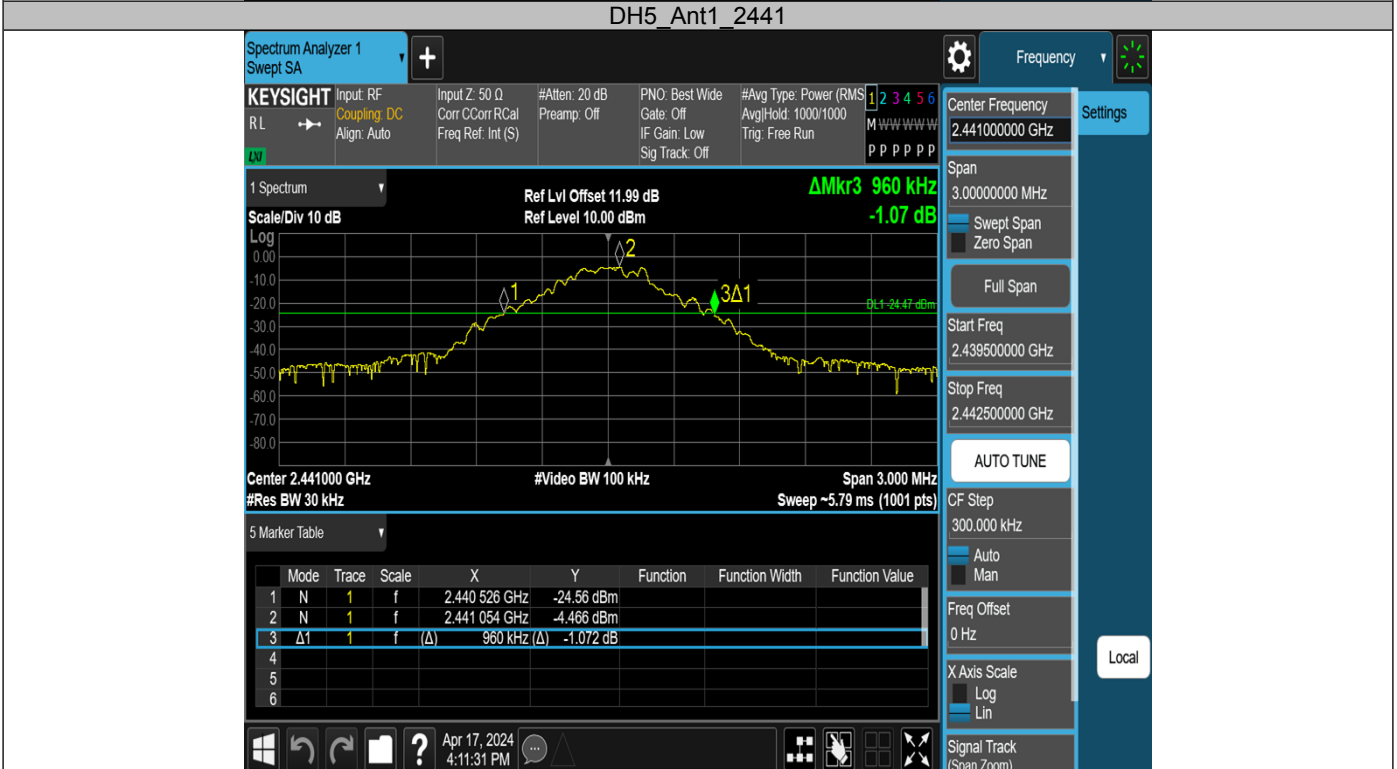 DH5_Ant1_2441
Spectrum Analyzer 1
Swept SA
+
Frequency
KEYSIGHT
RL
LXI
Input: RF
Coupling: DC
Align: Auto
Input Z: 50 Ω
Corr CCorr RCal
Freq Ref: Int (S)
#Atten: 20 dB
Preamp: Off
PNO: Best Wide
Gate: Off
IF Gain: Low
Sig Track: Off
#Avg Type: Power (RMS
Avg|Hold: 1000/1000
Trig: Free Run
1 2 3 4 5 6
M W W W W W
P P P P P P
1 Spectrum
Scale/Div 10 dB
Ref Lvl Offset 11.99 dB
Ref Level 10.00 dBm
ΔMkr3 960 kHz
-1.07 dB
Log
0.00
-10.0
-20.0
-30.0
-40.0
-50.0
-60.0
-70.0
-80.0
1
2
3Δ1
DL1 -24.47 dBm
Center 2.441000 GHz
#Video BW 100 kHz
Span 3.000 MHz
#Res BW 30 kHz
Sweep ~5.79 ms (1001 pts)
5 Marker Table
Mode Trace Scale X Y Function Function Width Function Value
1 N 1 f 2.440 526 GHz -24.56 dBm
2 N 1 f 2.441 054 GHz -4.466 dBm
3 Δ1 1 f (Δ) 960 kHz (Δ) -1.072 dB
4
5
6
?
Apr 17, 2024
4:11:31 PM
Center Frequency
2.441000000 GHz
Settings
Span
3.00000000 MHz
Swept Span
Zero Span
Full Span
Start Freq
2.439500000 GHz
Stop Freq
2.442500000 GHz
AUTO TUNE
CF Step
300.000 kHz
Auto
Man
Freq Offset
0 Hz
X Axis Scale
Log
Lin
Local
Signal Track
(Span Zoom)